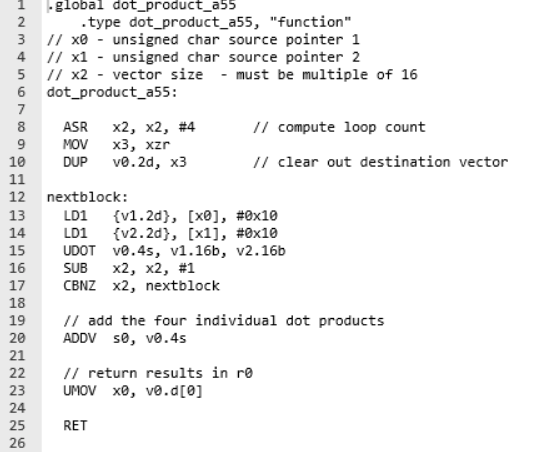 1 .global dot_product_a55
2 .type dot_product_a55, "function"
3 // x0 - unsigned char source pointer 1
4 // x1 - unsigned char source pointer 2
5 // x2 - vector size  - must be multiple of 16
6 dot_product_a55:
7
8 ASR x2, x2, #4 // compute loop count
9 MOV x3, xzr
10 DUP v0.2d, x3 // clear out destination vector
11
12 nextblock:
13 LD1 {v1.2d}, [x0], #0x10
14 LD1 {v2.2d}, [x1], #0x10
15 UDOT v0.4s, v1.16b, v2.16b
16 SUB x2, x2, #1
17 CBNZ x2, nextblock
18
19 // add the four individual dot products
20 ADDV s0, v0.4s
21
22 // return results in r0
23 UMOV x0, v0.d[0]
24
25 RET
26